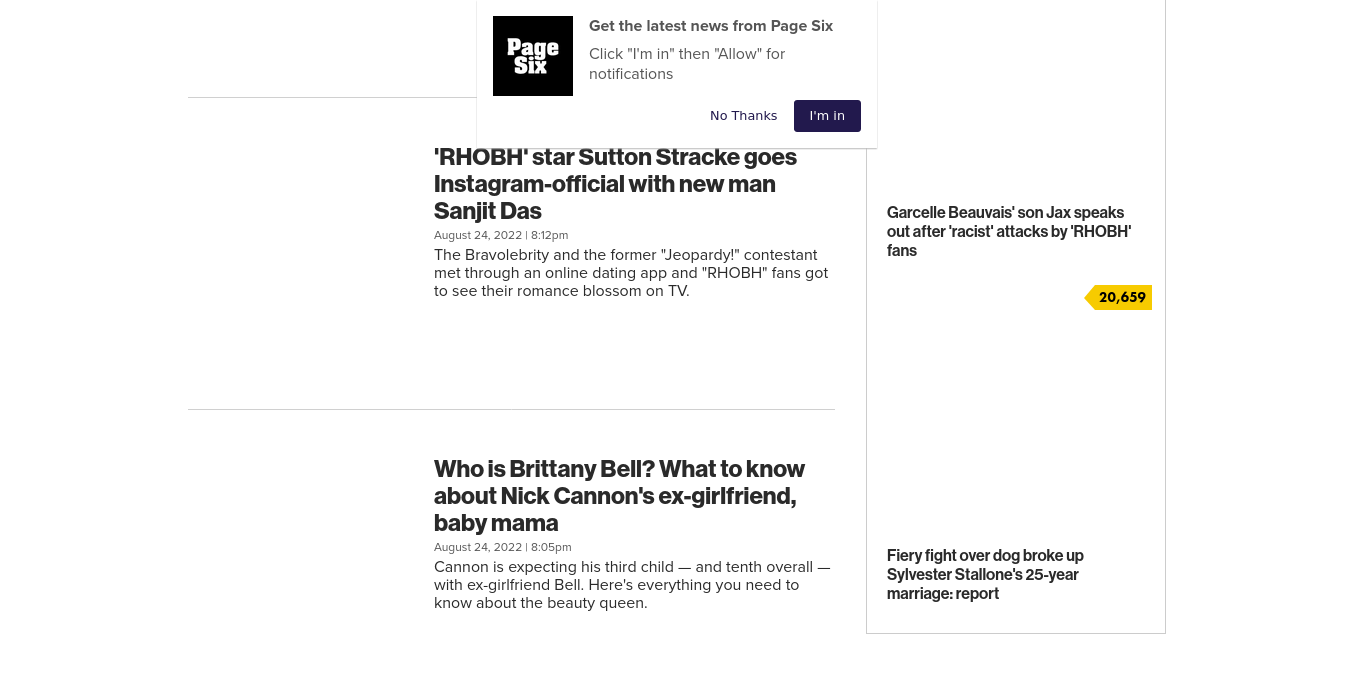 Page
Six
Get the latest news from Page Six
Click "I'm in" then "Allow" for
notifications
No Thanks
I'm in
'RHOBH' star Sutton Stracke goes
Instagram-official with new man
Sanjit Das
August 24, 2022 | 8:12pm
The Bravolebrity and the former "Jeopardy!" contestant
met through an online dating app and "RHOBH" fans got
to see their romance blossom on TV.
Who is Brittany Bell? What to know
about Nick Cannon's ex-girlfriend,
baby mama
August 24, 2022 | 8:05pm
Cannon is expecting his third child — and tenth overall —
with ex-girlfriend Bell. Here's everything you need to
know about the beauty queen.
Garcelle Beauvais' son Jax speaks
out after 'racist' attacks by 'RHOBH'
fans
20,659
Fiery fight over dog broke up
Sylvester Stallone's 25-year
marriage: report